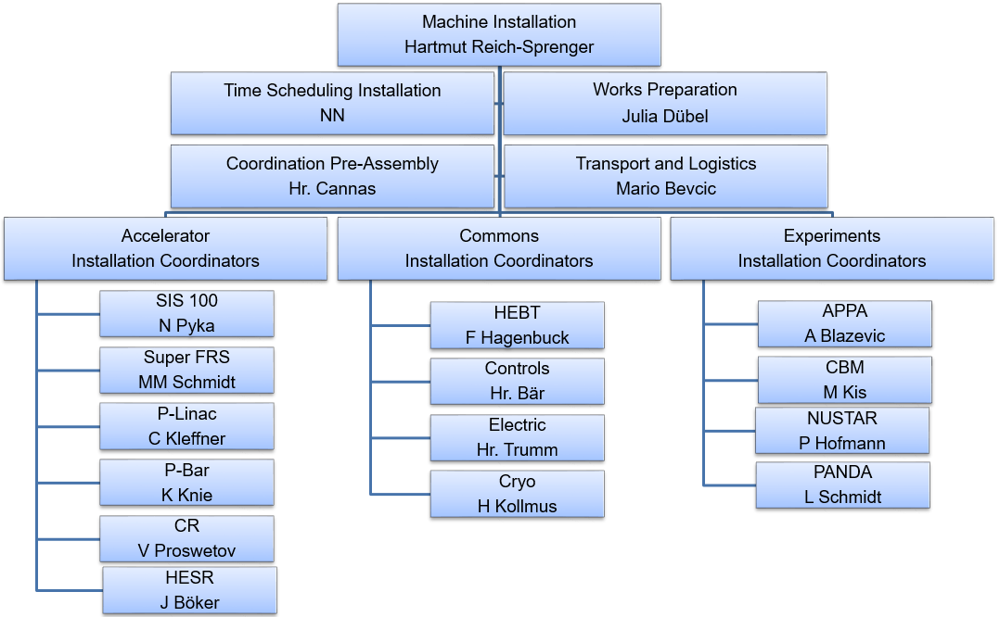 Machine Installation
Hartmut Reich-Sprenger
Time Scheduling Installation
NN
Works Preparation
Julia Dübel
Coordination Pre-Assembly
Hr. Cannas
Transport and Logistics
Mario Bevcic
Accelerator
Installation Coordinators
SIS 100
N Pyka
Super FRS
MM Schmidt
P-Linac
C Kleffner
P-Bar
K Knie
CR
V Proswetov
HESR
J Böker
Commons
Installation Coordinators
HEBT
F Hagenbuck
Controls
Hr. Bär
Electric
Hr. Trumm
Cryo
H Kollmus
Experiments
Installation Coordinators
APPA
A Blazevic
CBM
M Kis
NUSTAR
P Hofmann
PANDA
L Schmidt